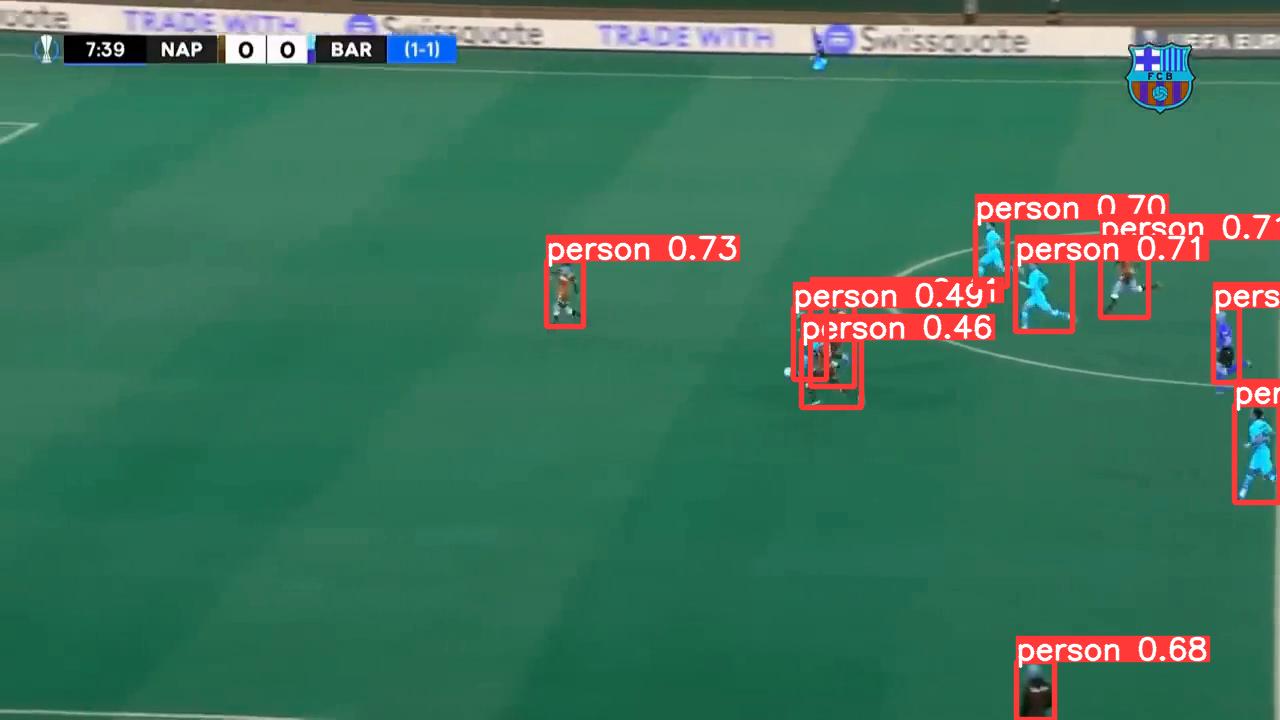 TRADE WITH Swissquote TRADE WITH Swissquote
7:39 NAP 0 0 BAR (1-1)
FCB
person 0.70
person 0.73
person 0.71
person 0.49
person 0.46
person 0.68